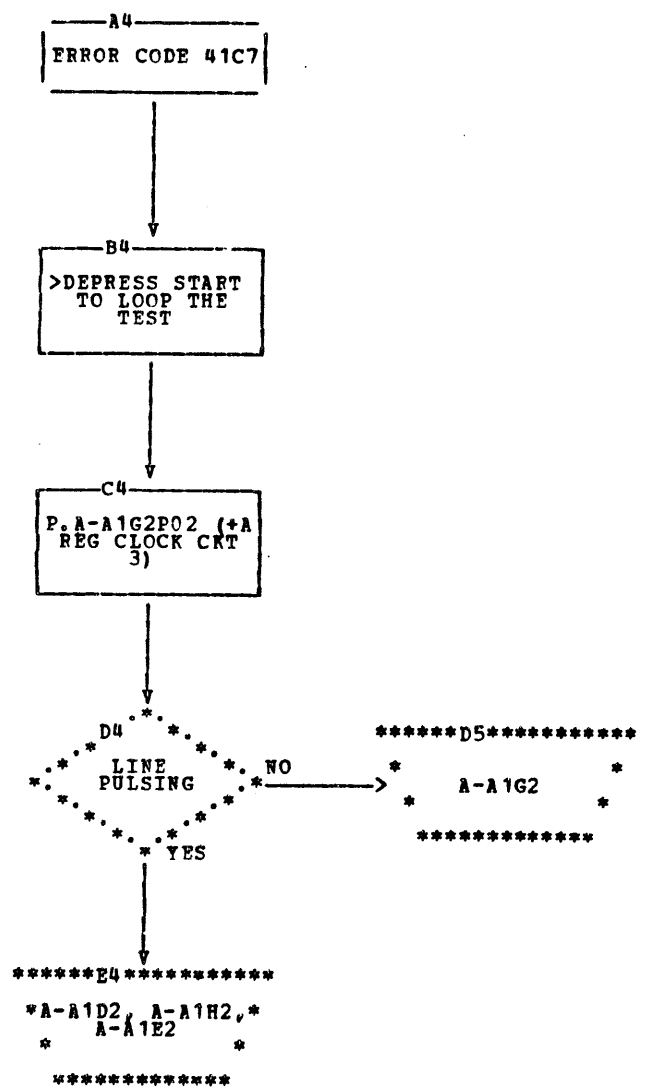 A4
ERROR CODE 41C7
B4
>DEPRESS START
TO LOOP THE
TEST
C4
P.A-A1G2P02 (+A
REG CLOCK CKT
3)
D4
LINE
PULSING
NO
YES
D5
A-A1G2
E4
A-A1D2, A-A1H2,
A-A1E2